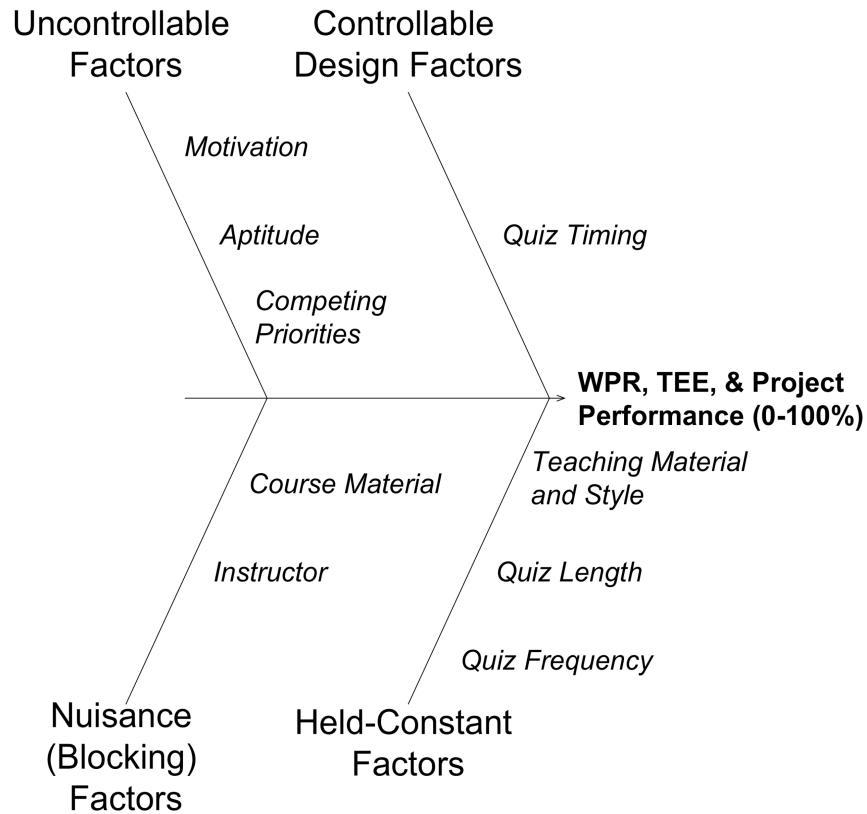 Uncontrollable
Factors
Controllable
Design Factors
Motivation
Aptitude
Competing
Priorities
Quiz Timing
WPR, TEE, & Project
Performance (0-100%)
Course Material
Instructor
Teaching Material
and Style
Quiz Length
Quiz Frequency
Nuisance
(Blocking)
Factors
Held-Constant
Factors